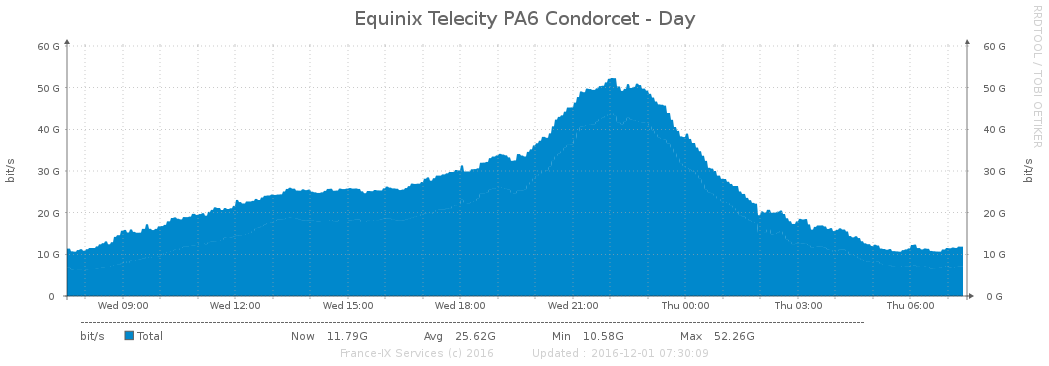 Equinix Telecity PA6 Condorcet - Day
RRDTOOL / TOBI OETIKER
bit/s
60 G
50 G
40 G
30 G
20 G
10 G
0
60 G
50 G
40 G
30 G
20 G
10 G
0 G
bit/s
Wed 09:00 Wed 12:00 Wed 15:00 Wed 18:00 Wed 21:00 Thu 00:00 Thu 03:00 Thu 06:00
bit/s Total Now 11.79G Avg 25.62G Min 10.58G Max 52.26G
France-IX Services (c) 2016 Updated : 2016-12-01 07:30:09